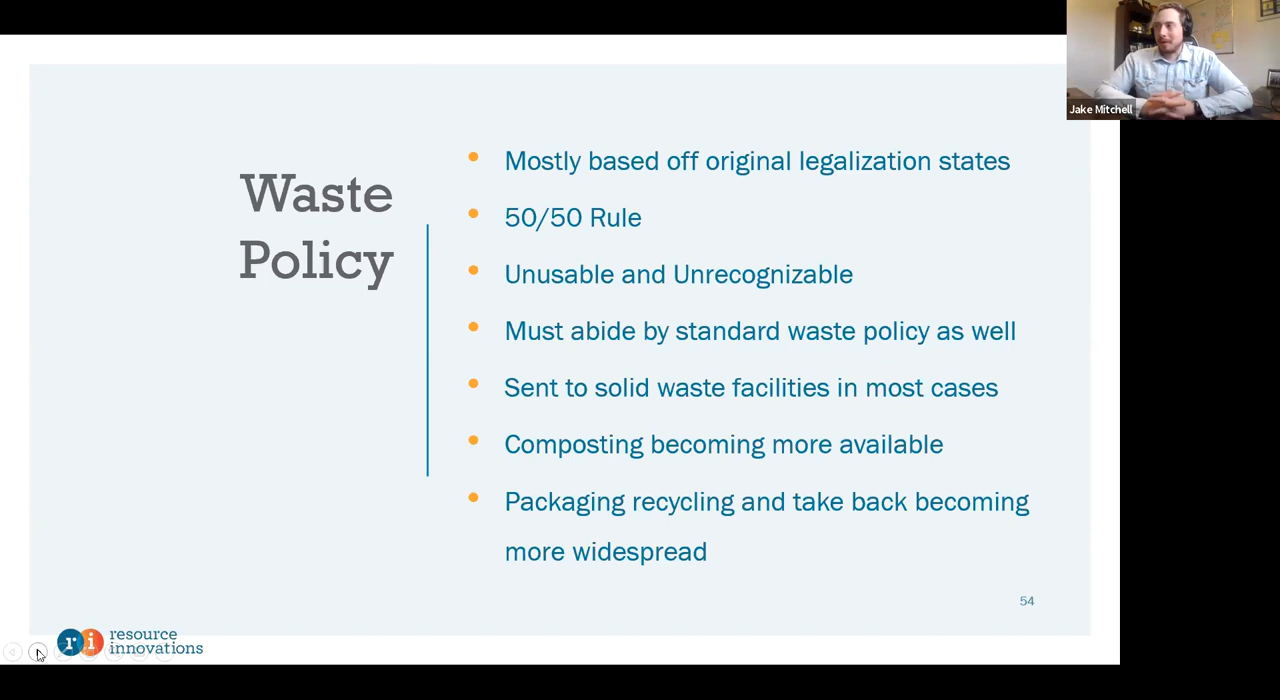 Jake Mitchell
Waste
Policy
Mostly based off original legalization states
50/50 Rule
Unusable and Unrecognizable
Must abide by standard waste policy as well
Sent to solid waste facilities in most cases
Composting becoming more available
Packaging recycling and take back becoming
more widespread
54
ri resource
innovations